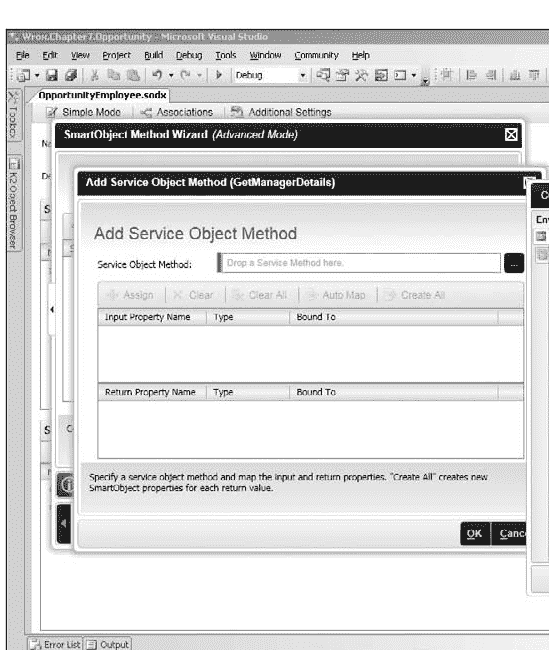 Wrox.Chapter7.Opportunity - Microsoft Visual Studio
File Edit View Project Build Debug Tools Window Community Help
Debug
OpportunityEmployee.sodx
Simple Mode Associations Additional Settings
Toolbox
K2 Object Browser
SmartObject Method Wizard (Advanced Mode)
Add Service Object Method (GetManagerDetails)
Add Service Object Method
Service Object Method: Drop a Service Method here. ...
Assign Clear Clear All Auto Map Create All
Input Property Name Type Bound To
Return Property Name Type Bound To
Specify a service object method and map the input and return properties. "Create All" creates new
SmartObject properties for each return value.
OK Canc
Error List Output